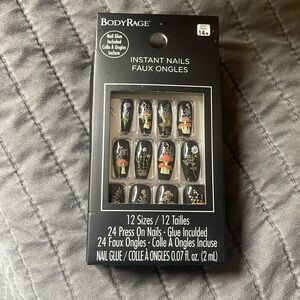 BODYRAGE
Nail Glue
Included
Colle À Ongles
Incluse
14+
INSTANT NAILS
FAUX ONGLES
12 Sizes / 12 Tailles
24 Press On Nails - Glue Inculded
24 Faux Ongles - Colle À Ongles Incluse
NAIL GLUE / COLLE À ONGLES 0.07 fl. oz. (2 mL)